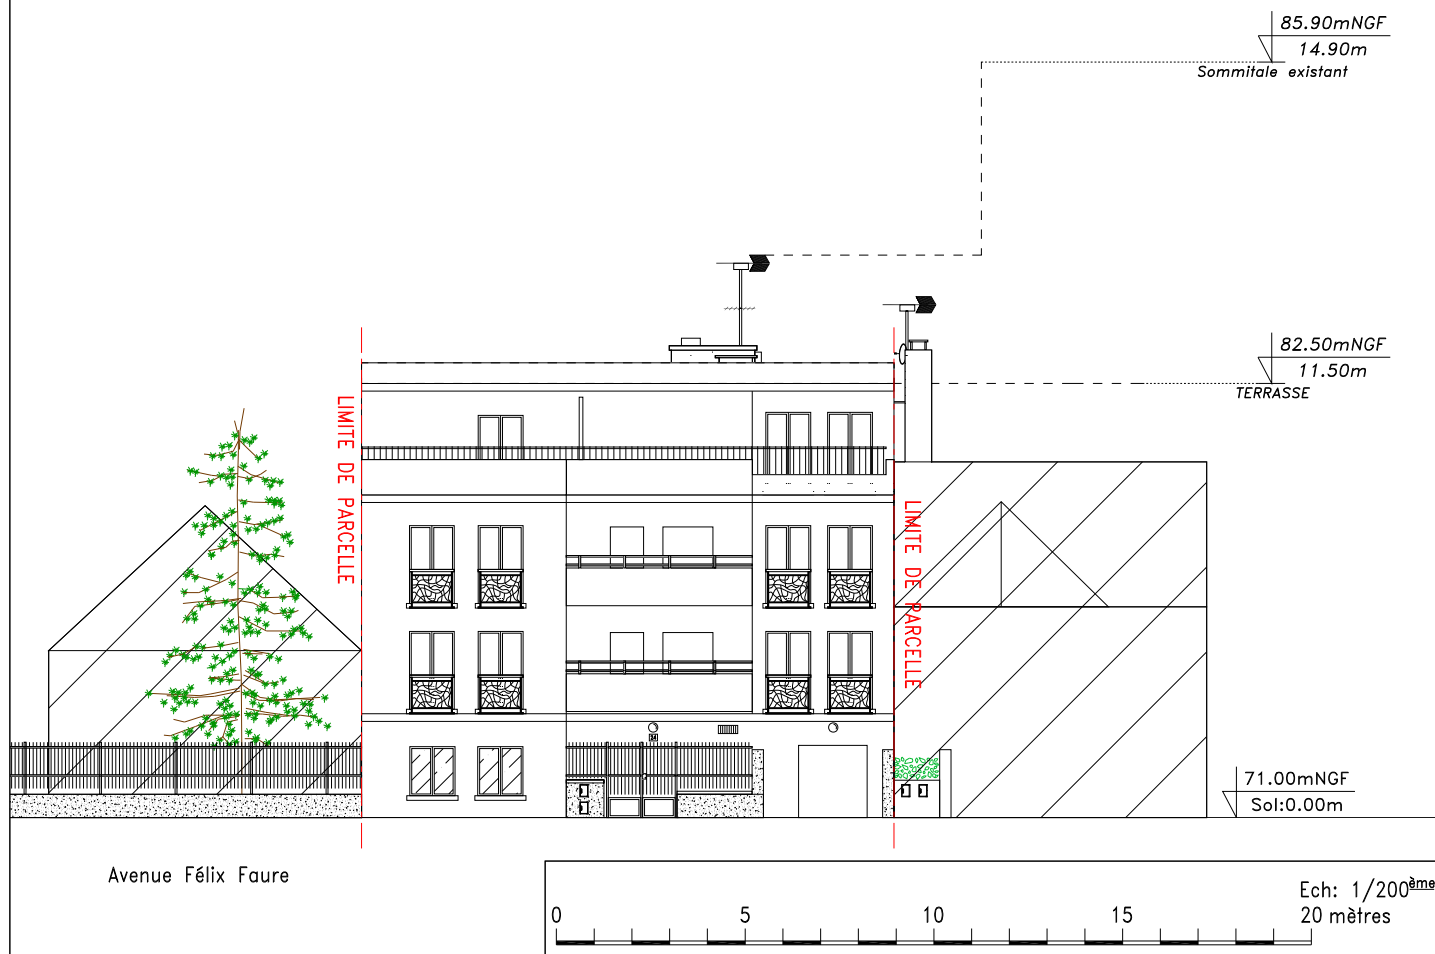 85.90mNGF
14.90m
Sommitale existant
82.50mNGF
11.50m
TERRASSE
LIMITE DE PARCELLE
LIMITE DE PARCELLE
24
71.00mNGF
Sol:0.00m
Avenue Félix Faure
Ech: 1/200ème
0 5 10 15 20 mètres